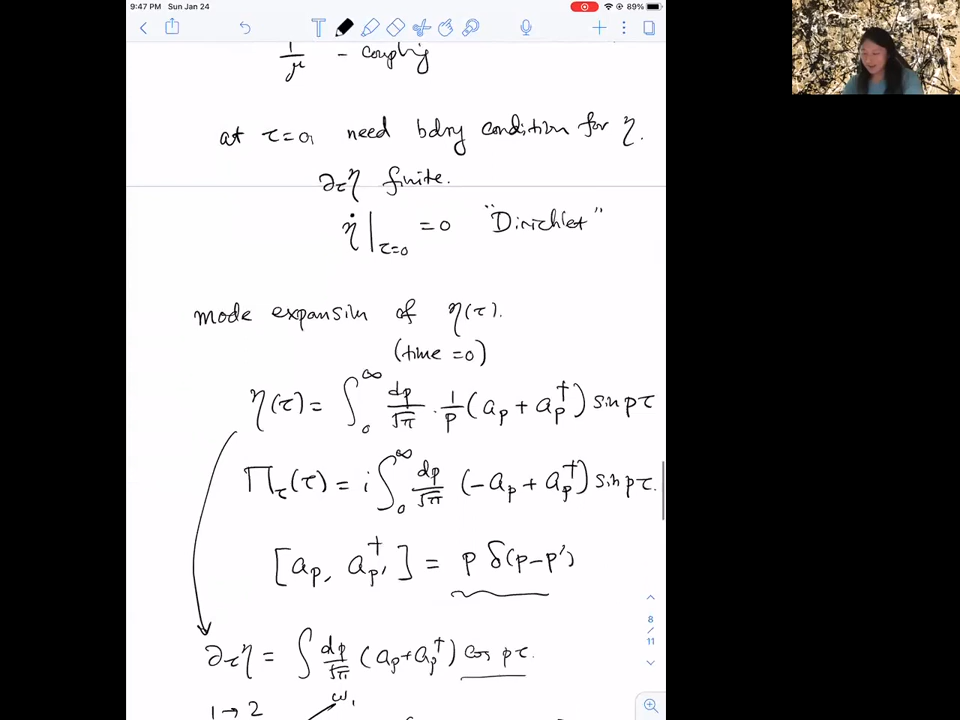 9:47 PM Sun Jan 24
89%
1/μ - coupling
at τ=0, need bdry condition for η.
∂τη finite.
η̇|τ=0 = 0 "Dirichlet"
mode expansion of η(τ).
(time = 0)
η(τ) = ∫₀^∞ dp/√π · 1/p (aₚ + aₚ†) sin pτ
Πτ(τ) = i ∫₀^∞ dp/√π (-aₚ + aₚ†) sin pτ.
[aₚ, aₚ'†] = p δ(p-p')
∂τη = ∫ dp/√π (aₚ + aₚ†) cos pτ.
1 → 2 ω₁
8
/
11